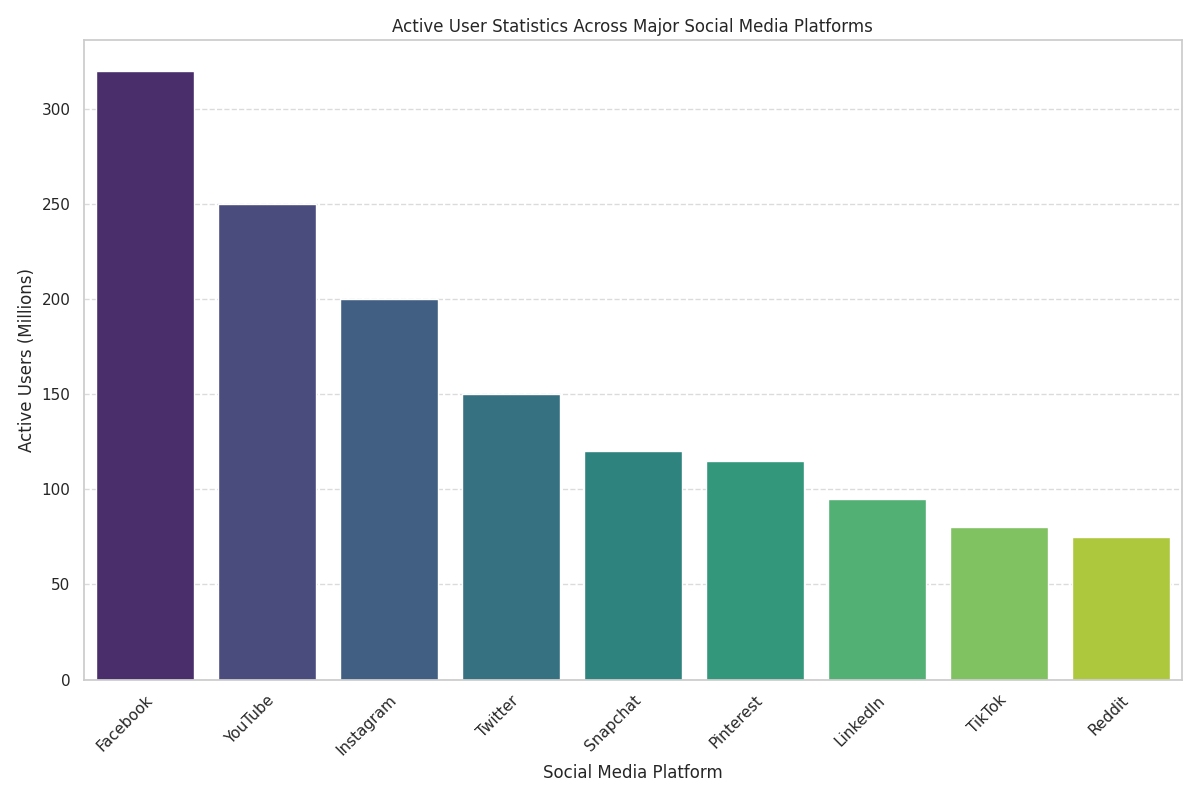 Active User Statistics Across Major Social Media Platforms
Active Users (Millions)
300
250
200
150
100
50
0
Facebook
YouTube
Instagram
Twitter
Snapchat
Pinterest
LinkedIn
TikTok
Reddit
Social Media Platform